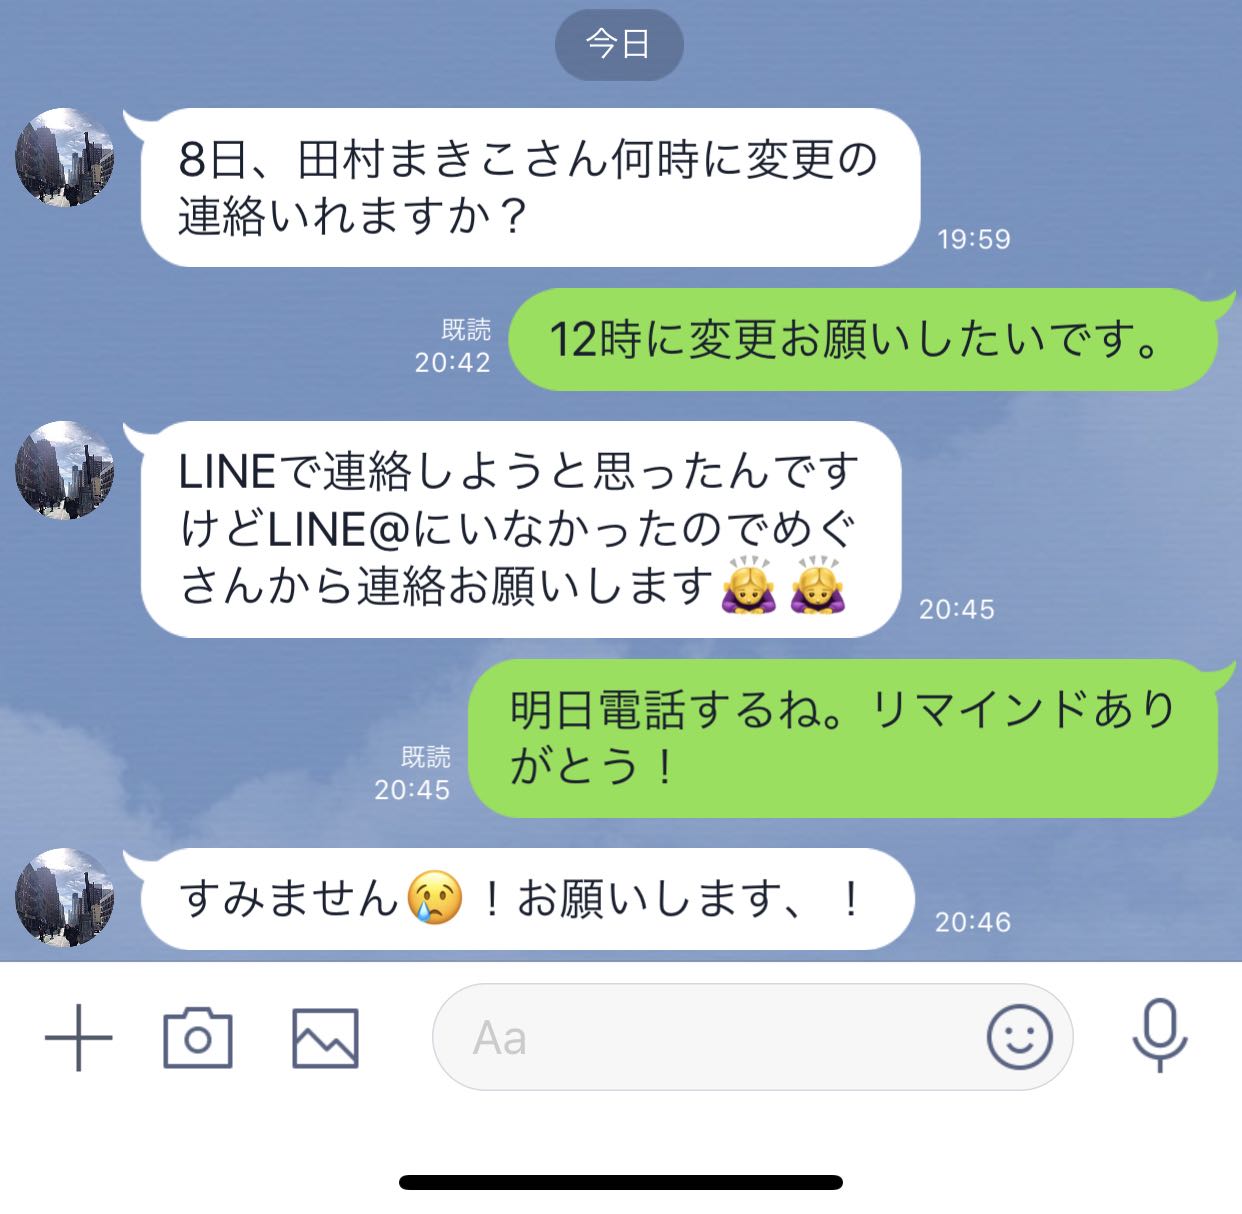 今日
8日、田村まきこさん何時に変更の
連絡いれますか？
19:59
既読
20:42
12時に変更お願いしたいです。
LINEで連絡しようと思ったんです
けどLINE@にいなかったのでめぐ
さんから連絡お願いします🙇‍♀️🙇‍♀️
20:45
明日電話するね。リマインドあり
がとう！
既読
20:45
すみません😢！お願いします、！
20:46
Aa